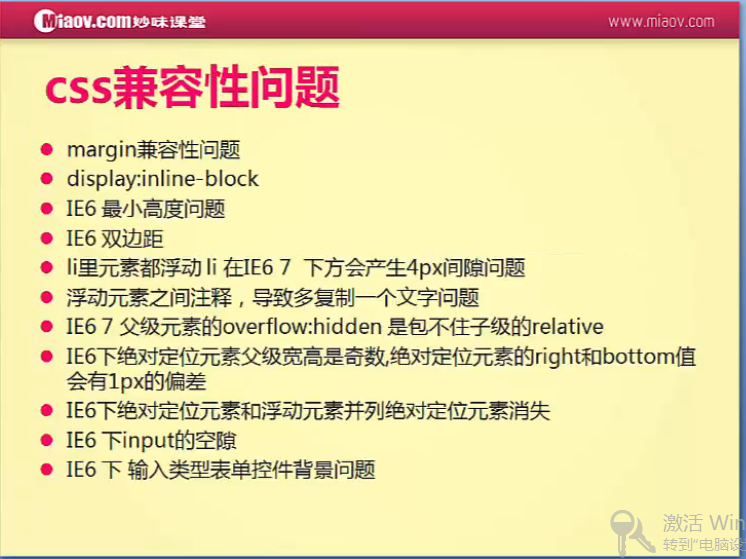 Miaov.com妙味课堂
www.miaov.com
css兼容性问题
margin兼容性问题
display:inline-block
IE6 最小高度问题
IE6 双边距
li里元素都浮动 li 在IE6 7 下方会产生4px间隙问题
浮动元素之间注释，导致多复制一个文字问题
IE6 7 父级元素的overflow:hidden 是包不住子级的relative
IE6下绝对定位元素父级宽高是奇数,绝对定位元素的right和bottom值
会有1px的偏差
IE6下绝对定位元素和浮动元素并列绝对定位元素消失
IE6 下input的空隙
IE6 下 输入类型表单控件背景问题
激活 Win
转到"电脑设